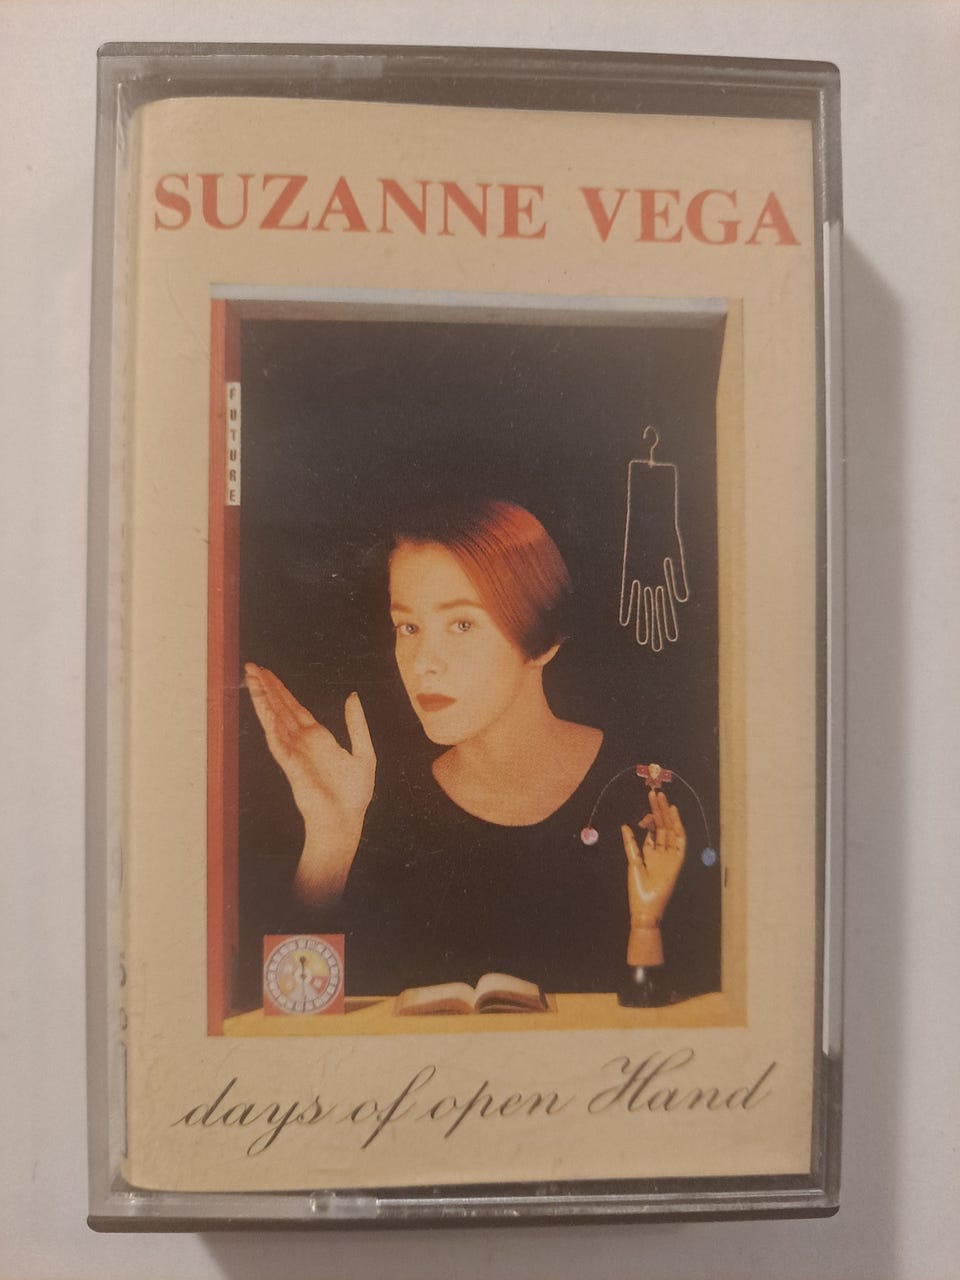 SUZANNE VEGA
FUTURE
days of open Hand